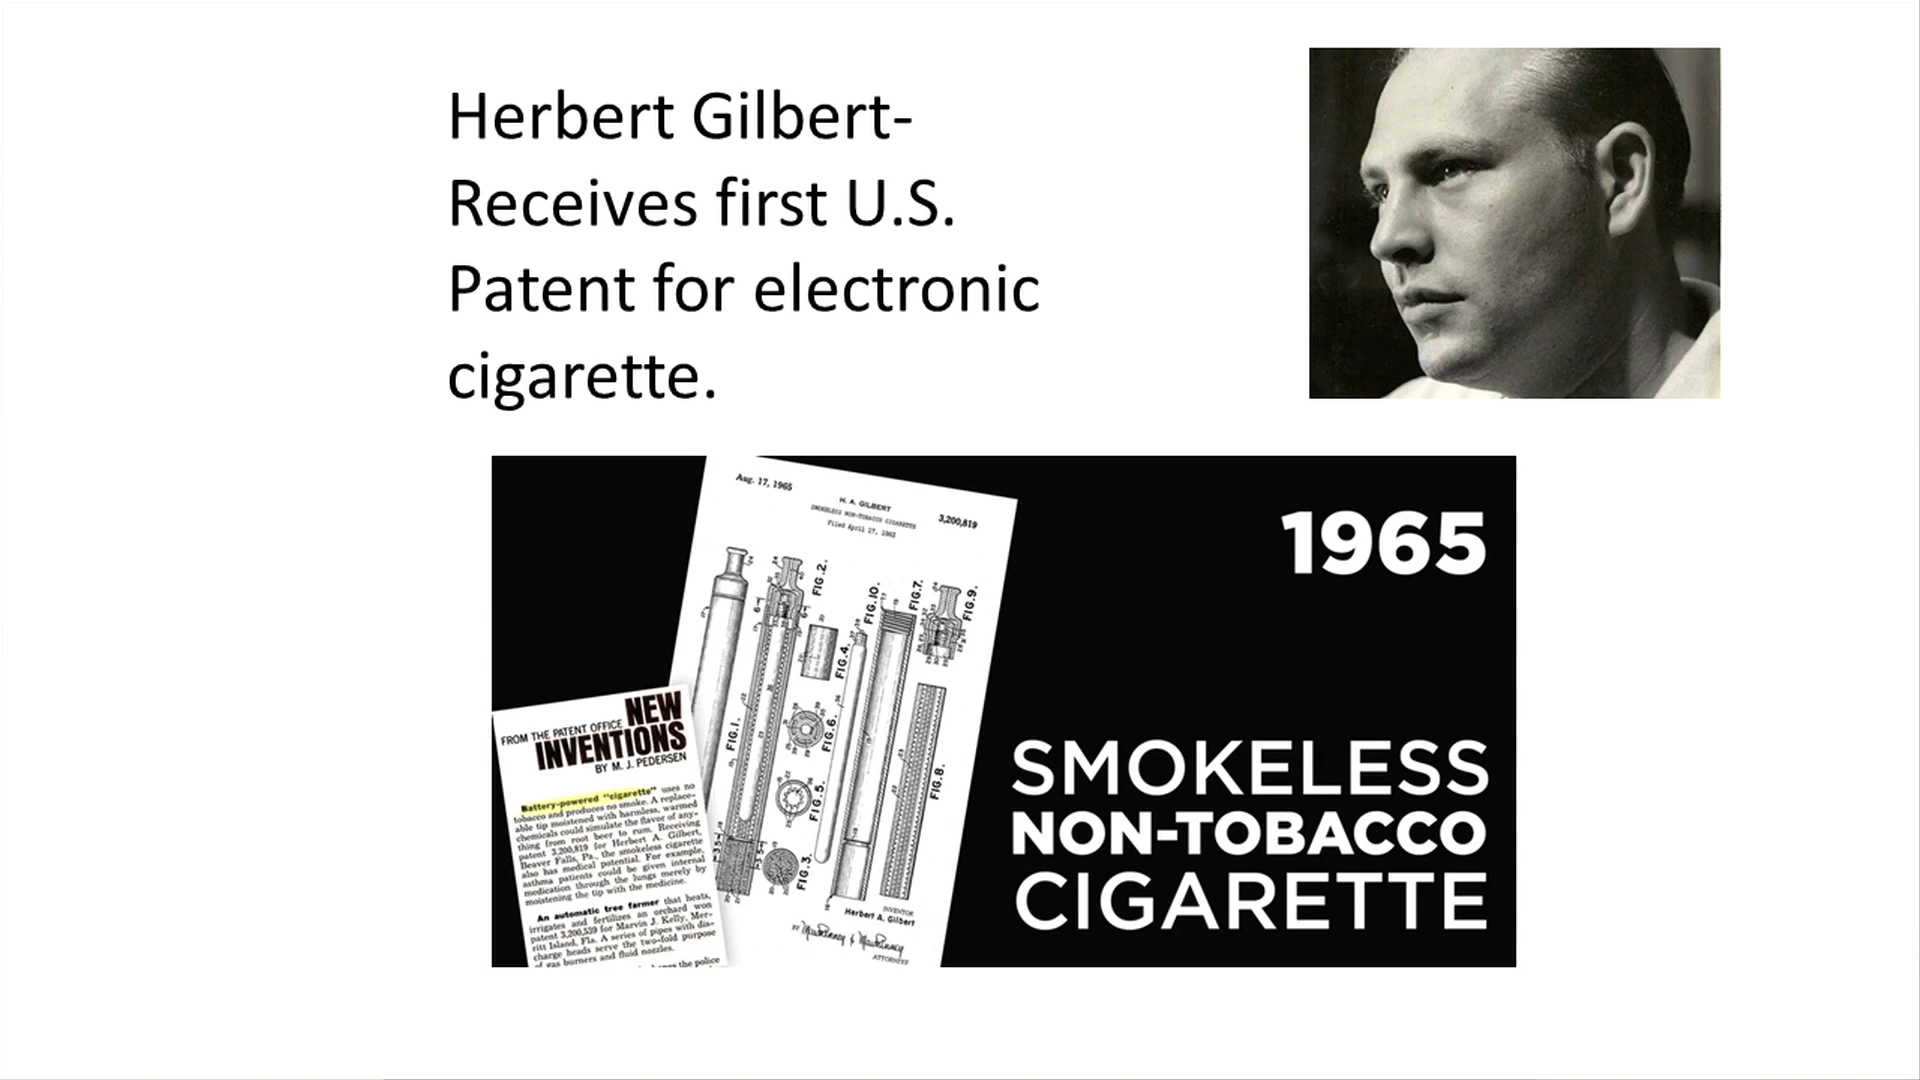 Herbert Gilbert-
Receives first U.S.
Patent for electronic
cigarette.
1965
SMOKELESS
NON-TOBACCO
CIGARETTE
Aug. 17, 1965
H. A. GILBERT
3,200,819
SMOKELESS NON-TOBACCO CIGARETTE
Filed April 17, 1963
FIG.2.
FIG.10.
FIG.7.
FIG.9.
FIG.4.
FIG.1.
FIG.6.
FIG.5.
FIG.8.
FIG.3.
INVENTOR
Herbert A. Gilbert
BY
ATTORNEYS
FROM THE PATENT OFFICE NEW
INVENTIONS
BY M. J. PEDERSEN
Battery-powered "cigarette" uses no
tobacco and produces no smoke. A replace-
able tip moistened with harmless, warmed
chemicals could simulate the flavor of any-
thing from root beer to rum. Receiving
patent 3,200,819 for Herbert A. Gilbert,
Beaver Falls, Pa., the smokeless cigarette
also has medical potential. For example,
asthma patients could be given internal
medication through the lungs merely by
moistening the tip with the medicine.
An automatic tree farmer that heats,
irrigates and fertilizes an orchard won
patent 3,200,539 for Marvin J. Kelly, Mer-
ritt Island, Fla. A series of pipes with dis-
charge heads serve the two-fold purpose
of gas burners and fluid nozzles.
the police